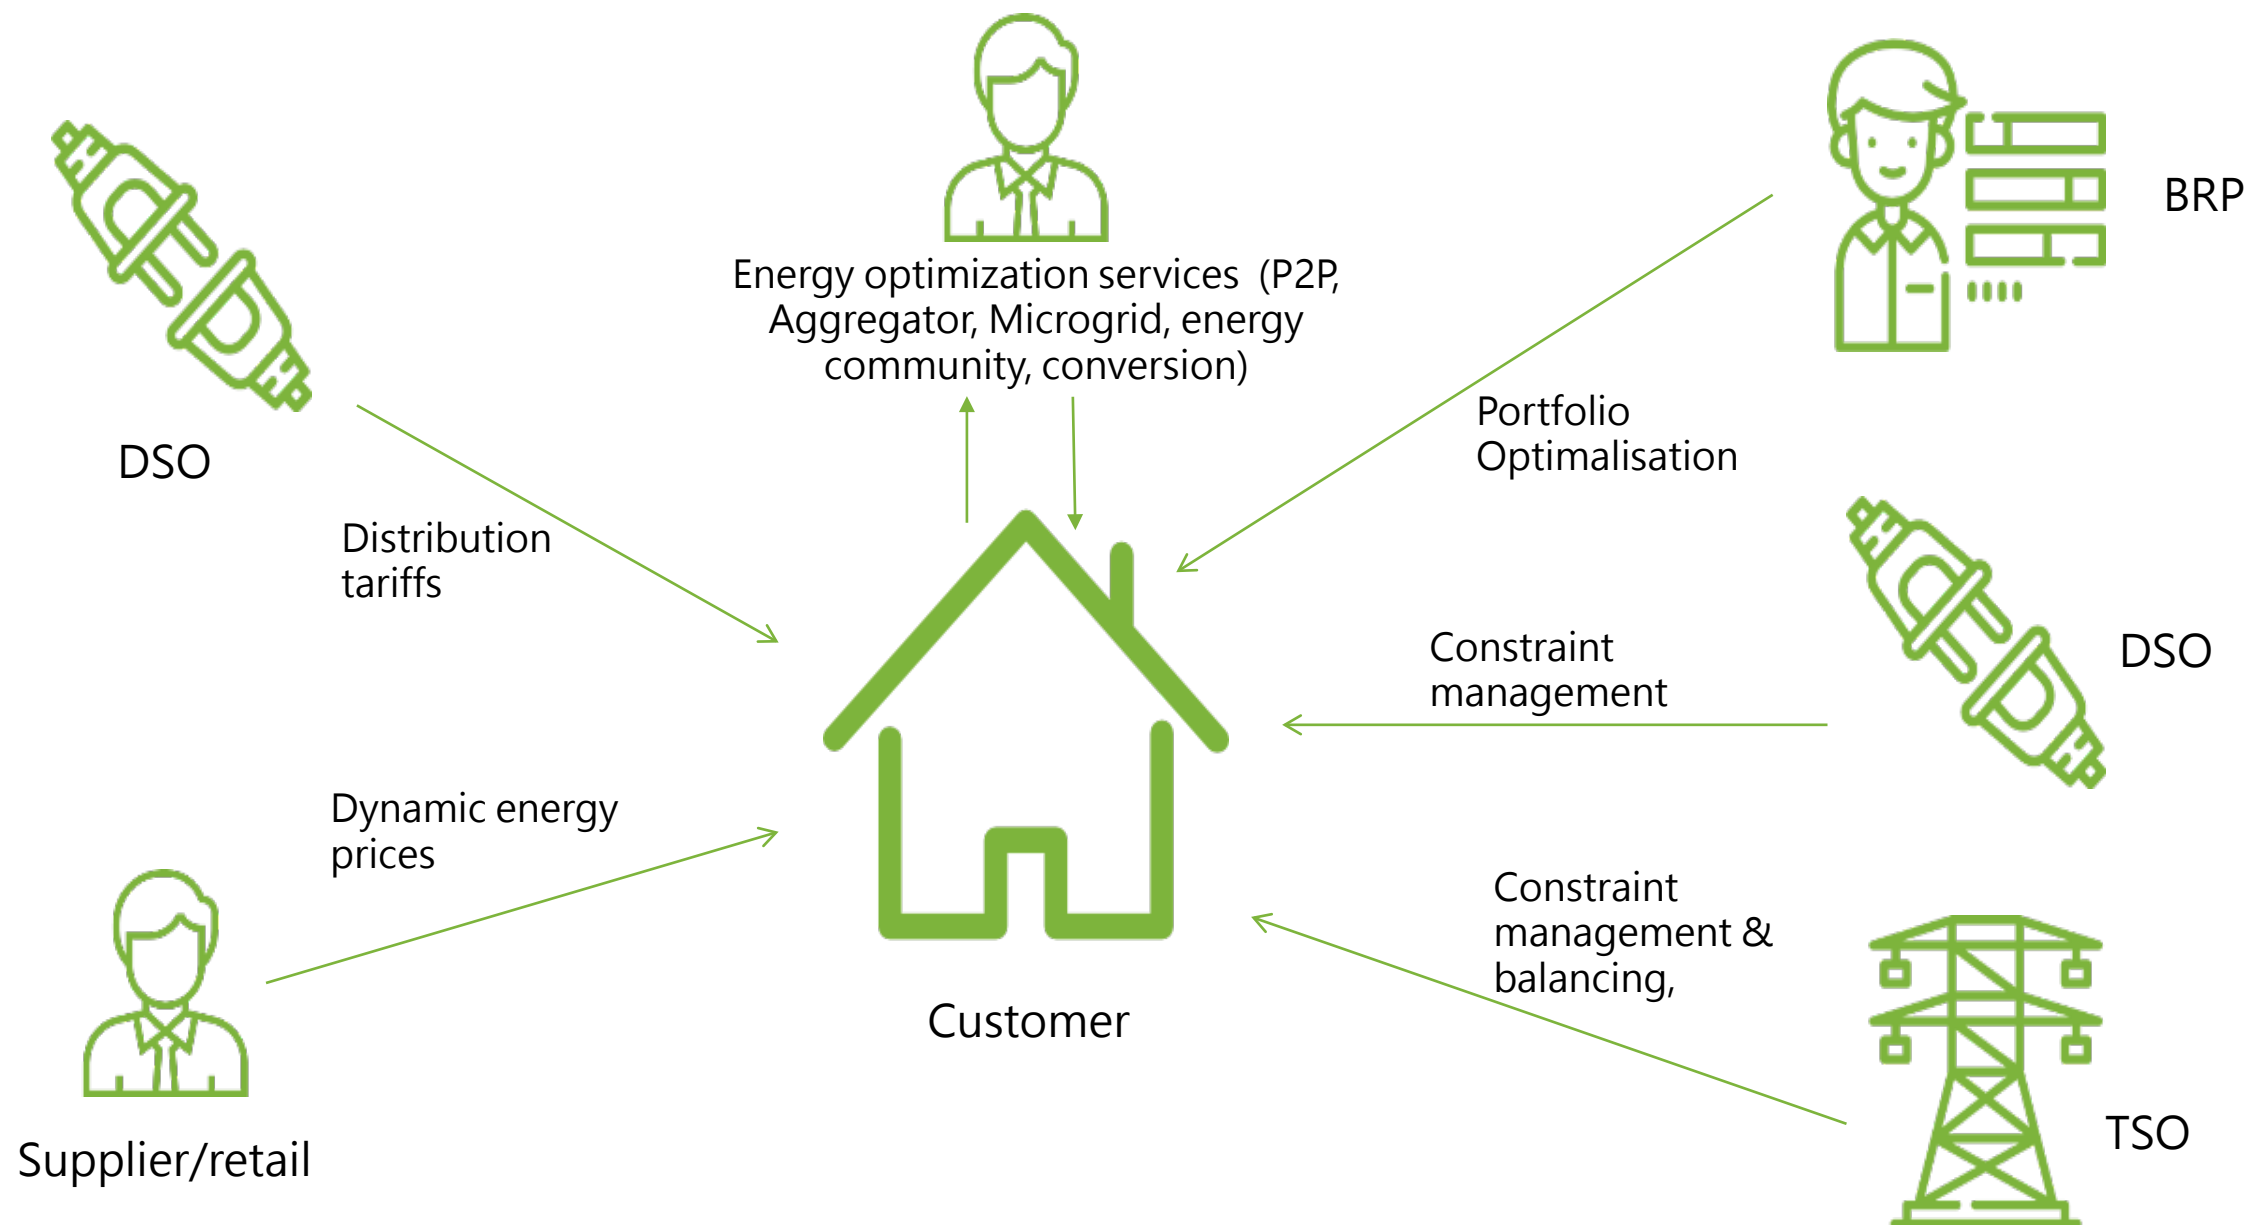 Energy optimization services  (P2P,
Aggregator, Microgrid, energy
community, conversion)
BRP
DSO
Portfolio
Optimalisation
Distribution
tariffs
Constraint
management
DSO
Dynamic energy
prices
Constraint
management &
balancing,
Customer
Supplier/retail
TSO